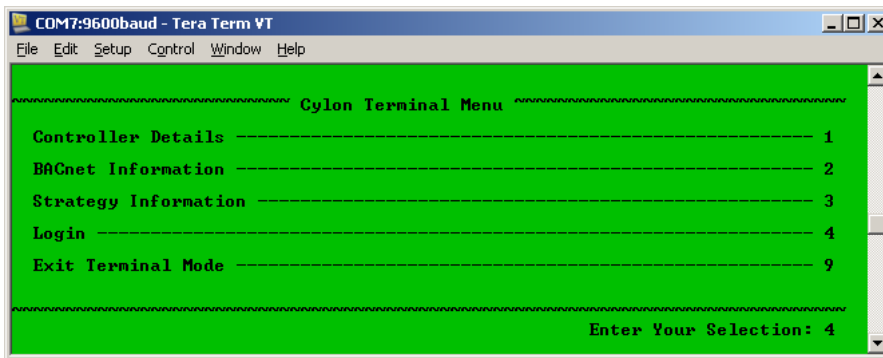 COM7:9600baud - Tera Term VT
File Edit Setup Control Window Help
~~~~~~~~~~~~~~~~~~~~~~~~~~ Cylon Terminal Menu ~~~~~~~~~~~~~~~~~~~~~~~~~~~~~~~
Controller Details ------------------------------------------------------ 1
BACnet Information ------------------------------------------------------ 2
Strategy Information ---------------------------------------------------- 3
Login ------------------------------------------------------------------- 4
Exit Terminal Mode ------------------------------------------------------ 9
Enter Your Selection: 4